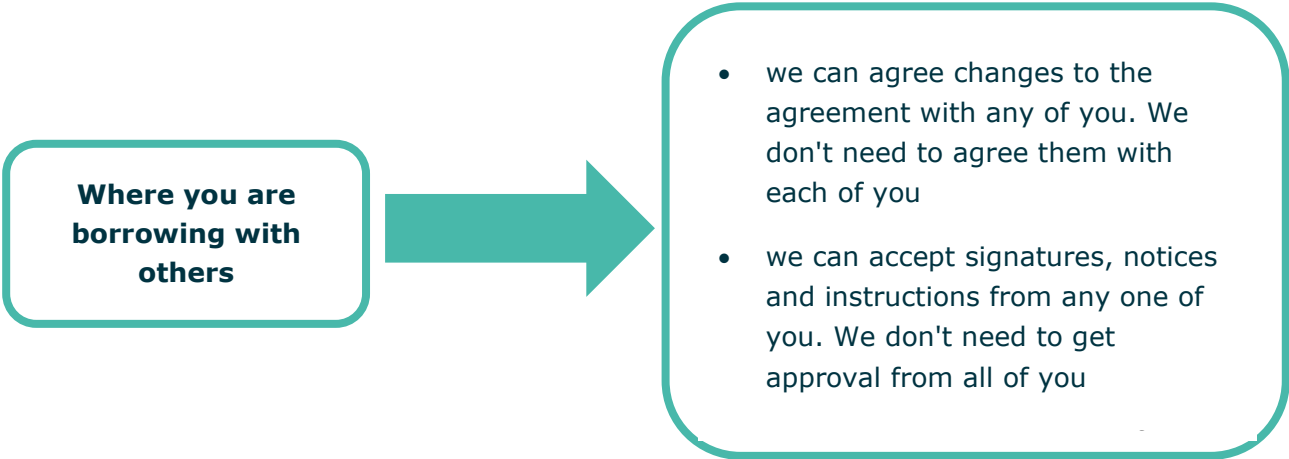 Where you are
borrowing with
others
• we can agree changes to the
agreement with any of you. We
don't need to agree them with
each of you
• we can accept signatures, notices
and instructions from any one of
you. We don't need to get
approval from all of you